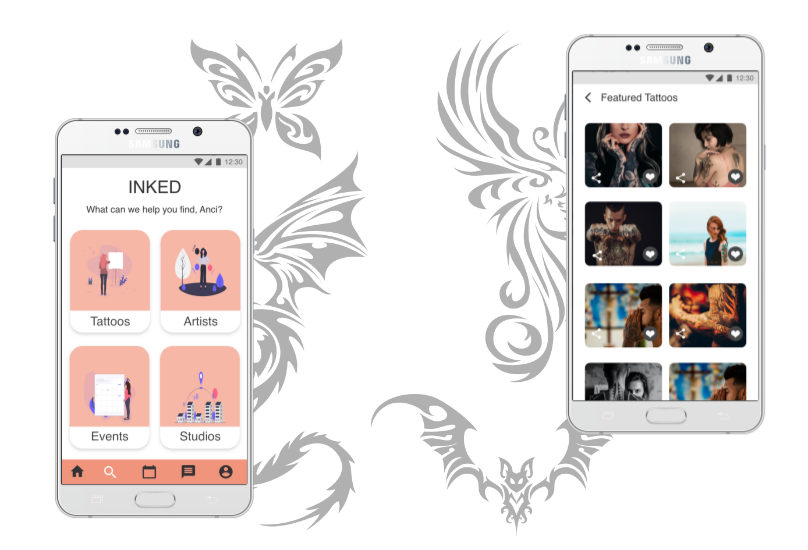 SAMSUNG
12:30
INKED
What can we help you find, Anci?
Tattoos
Artists
Events
Studios
SAMSUNG
12:30
Featured Tattoos